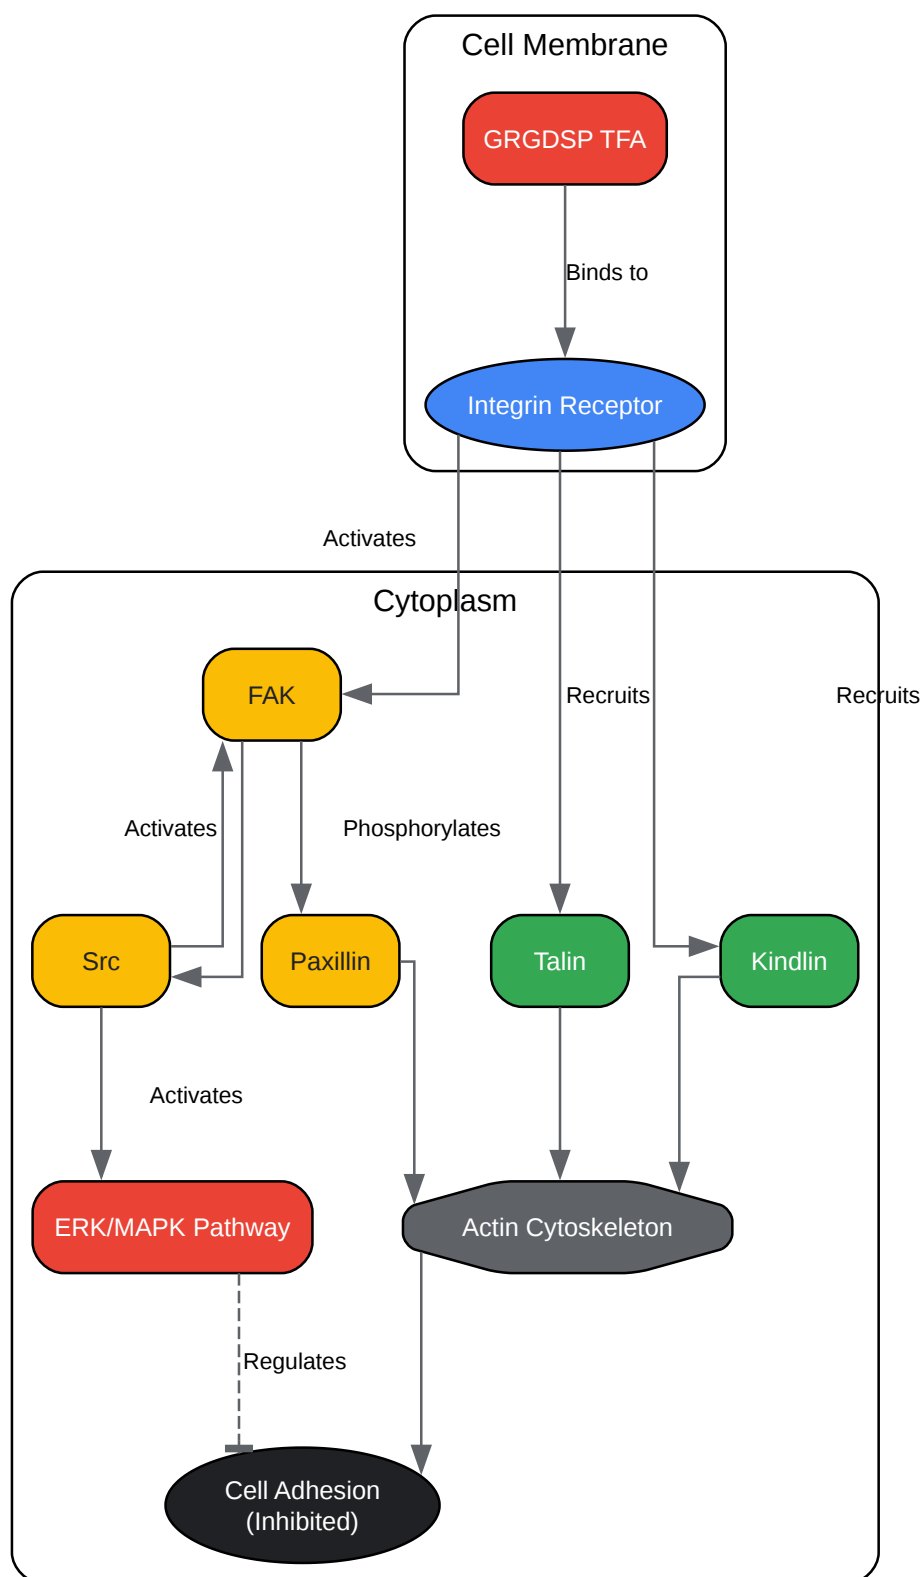 Cell Membrane
GRGDSP TFA
Binds to
Integrin Receptor
Activates
Cytoplasm
FAK
Recruits
Recruits
Activates
Phosphorylates
Src
Paxillin
Talin
Kindlin
Activates
ERK/MAPK Pathway
Actin Cytoskeleton
Regulates
Cell Adhesion
(Inhibited)